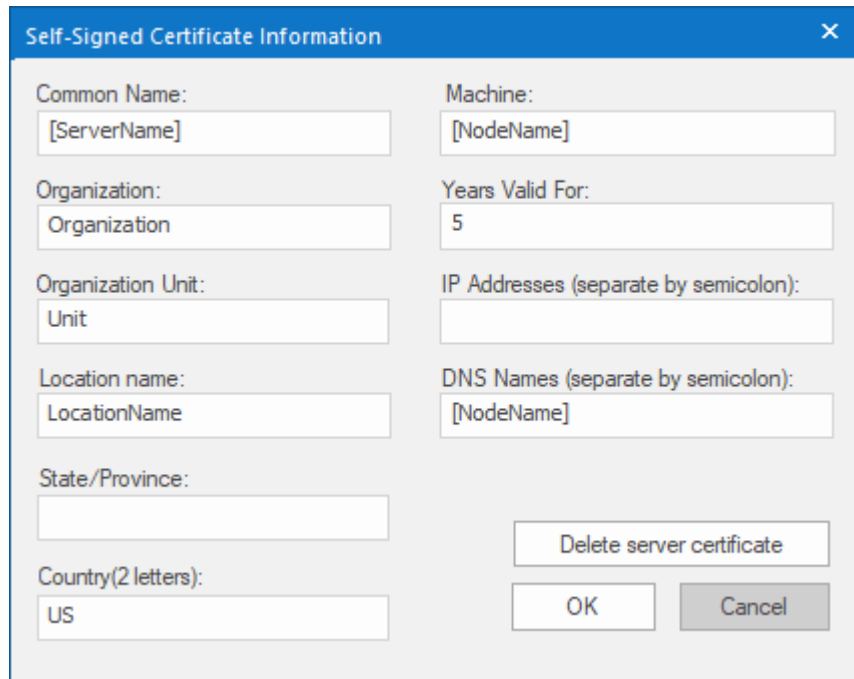 Self-Signed Certificate Information
Common Name:
[ServerName]
Organization:
Organization
Organization Unit:
Unit
Location name:
LocationName
State/Province:
Country(2 letters):
US
Machine:
[NodeName]
Years Valid For:
5
IP Addresses (separate by semicolon):
DNS Names (separate by semicolon):
[NodeName]
Delete server certificate
OK
Cancel